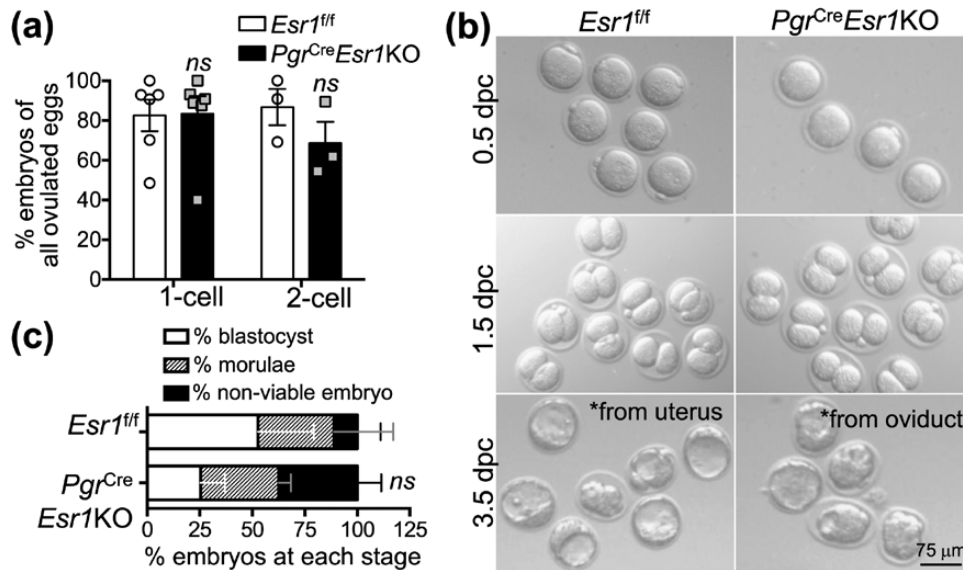 (a)
Esr1f/f
PgrCreEsr1KO
% embryos of
all ovulated eggs
100
80
60
40
20
0
ns
ns
1-cell
2-cell
(b)
Esr1f/f
PgrCreEsr1KO
0.5 dpc
1.5 dpc
3.5 dpc
*from uterus
*from oviduct
75 μm
(c)
% blastocyst
% morulae
% non-viable embryo
Esr1f/f
PgrCre
Esr1KO
ns
0
25
50
75
100
125
% embryos at each stage